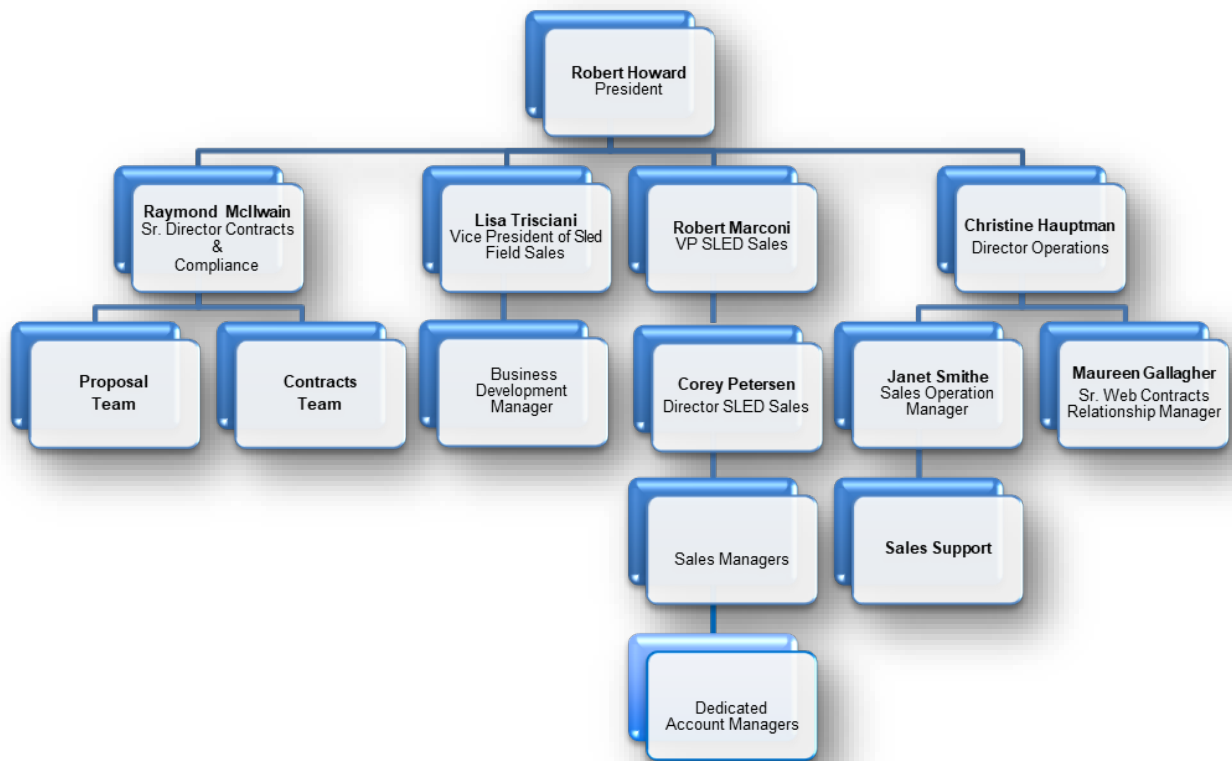 Robert Howard
President
Raymond McIlwain
Sr. Director Contracts
&
Compliance
Lisa Trisciani
Vice President of Sled
Field Sales
Robert Marconi
VP SLED Sales
Christine Hauptman
Director Operations
Proposal
Team
Contracts
Team
Business
Development
Manager
Corey Petersen
Director SLED Sales
Janet Smithe
Sales Operation
Manager
Maureen Gallagher
Sr. Web Contracts
Relationship Manager
Sales Managers
Sales Support
Dedicated
Account Managers